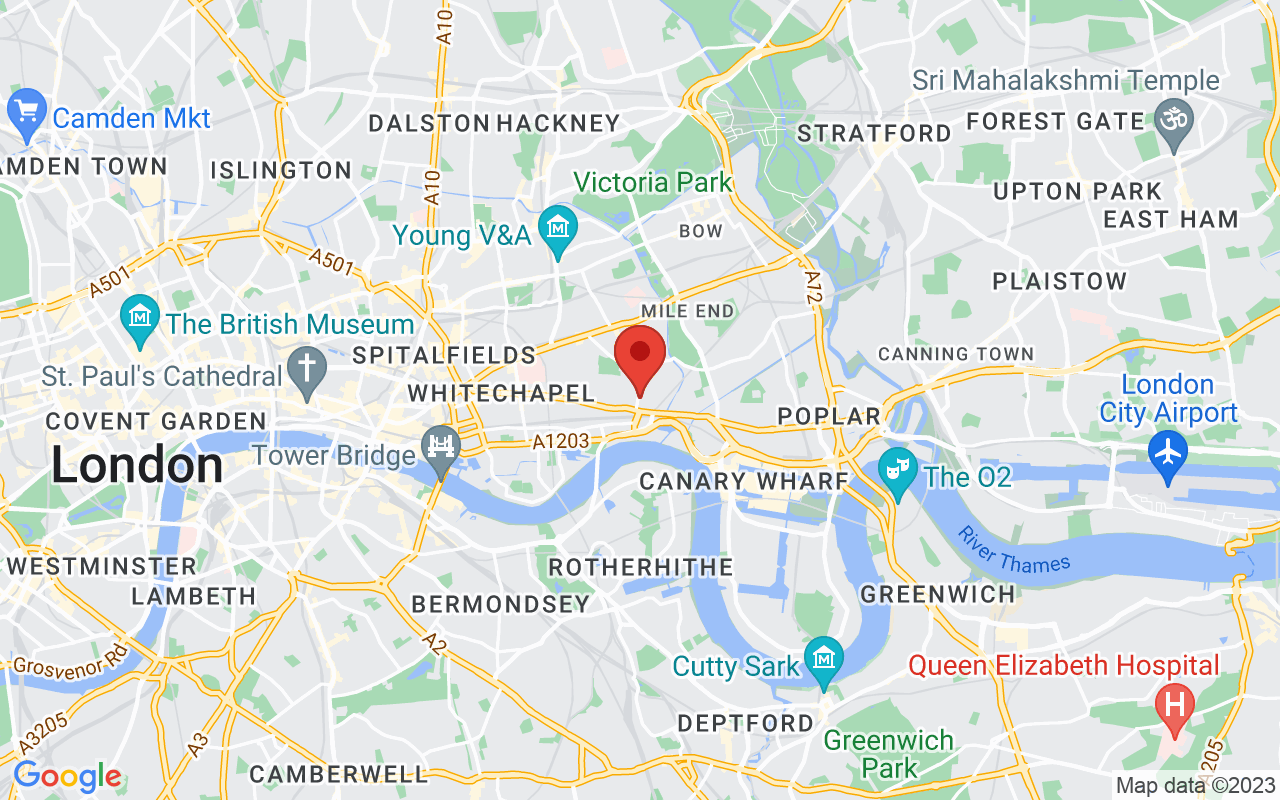 A10
Sri Mahalakshmi Temple
Camden Mkt
DALSTON
HACKNEY
STRATFORD
FOREST GATE
AMDEN TOWN
ISLINGTON
A10
Victoria Park
UPTON PARK
EAST HAM
Young V&A
BOW
A501
A501
A12
PLAISTOW
MILE END
The British Museum
SPITALFIELDS
CANNING TOWN
St. Paul's Cathedral
WHITECHAPEL
London
City Airport
COVENT GARDEN
POPLAR
A1203
London
Tower Bridge
CANARY WHARF
The O2
River Thames
WESTMINSTER
ROTHERHITHE
LAMBETH
BERMONDSEY
GREENWICH
A2
Grosvenor Rd
Cutty Sark
Queen Elizabeth Hospital
H
A3205
A3
DEPTFORD
Greenwich
Park
A205
CAMBERWELL
Google
Map data ©2023